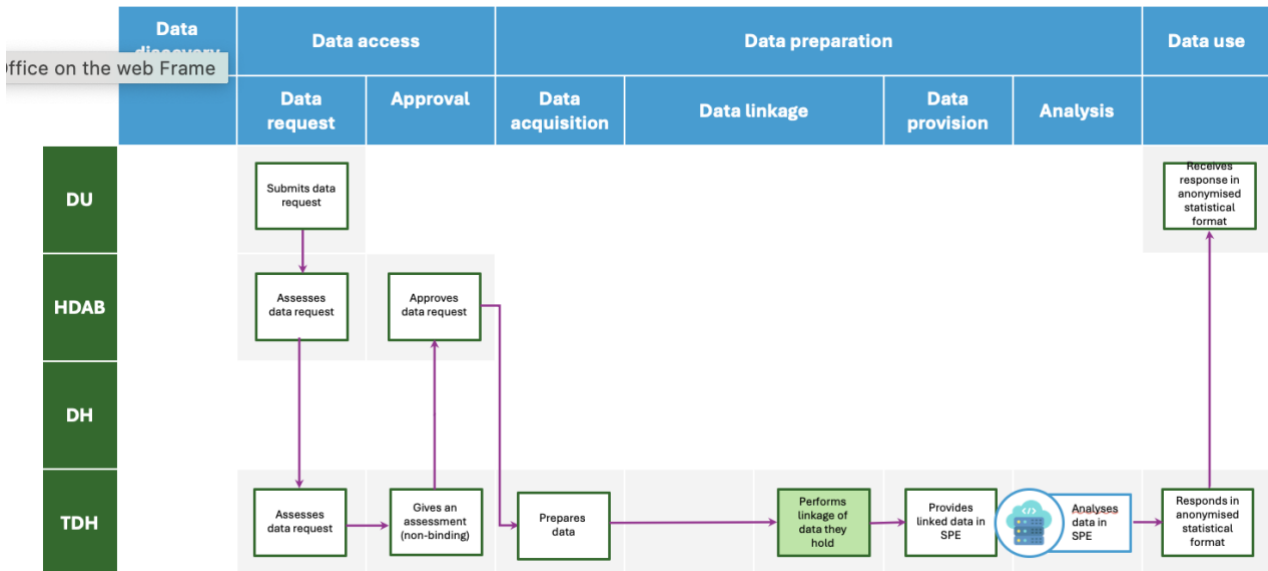 Data
Data access
Data preparation
Data use
ffice on the web Frame
Data
request
Approval
Data
acquisition
Data linkage
Data
provision
Analysis
DU
Submits data
request
Receives
response in
anonymised
statistical
format
HDAB
Assesses
data request
Approves
data request
DH
TDH
Assesses
data request
Gives an
assessment
(non-binding)
Prepares
data
Performs
linkage of
data they
hold
Provides
linked data in
SPE
Analyses
data in
SPE
Responds in
anonymised
statistical
format